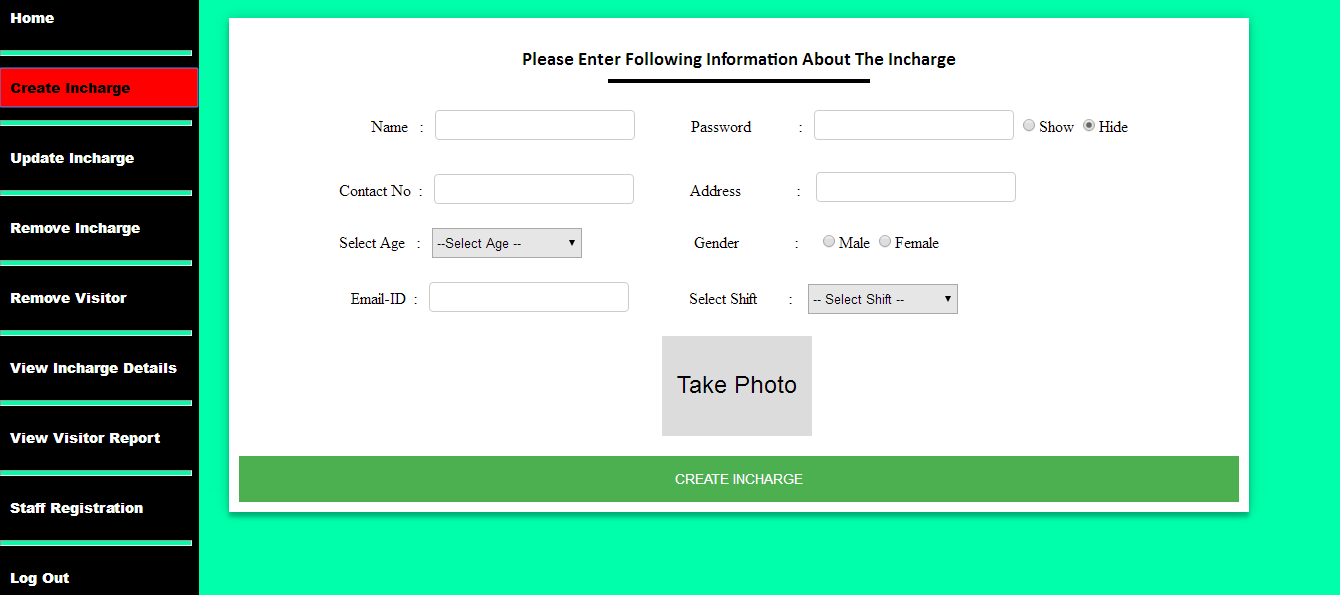 Home
Create Incharge
Update Incharge
Remove Incharge
Remove Visitor
View Incharge Details
View Visitor Report
Staff Registration
Log Out
Please Enter Following Information About The Incharge
Name : Password : Show Hide
Contact No : Address :
Select Age : --Select Age -- Gender : Male Female
Email-ID : Select Shift : -- Select Shift --
Take Photo
CREATE INCHARGE